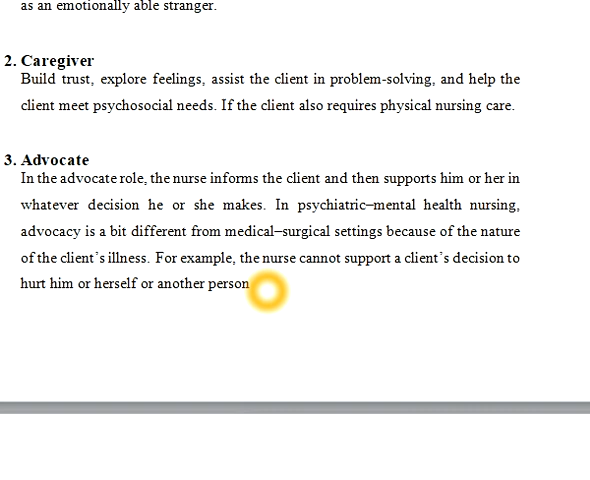 as an emotionally able stranger.
2. Caregiver
Build trust, explore feelings, assist the client in problem-solving, and help the
client meet psychosocial needs. If the client also requires physical nursing care.
3. Advocate
In the advocate role, the nurse informs the client and then supports him or her in
whatever decision he or she makes. In psychiatric–mental health nursing,
advocacy is a bit different from medical–surgical settings because of the nature
of the client's illness. For example, the nurse cannot support a client's decision to
hurt him or herself or another person